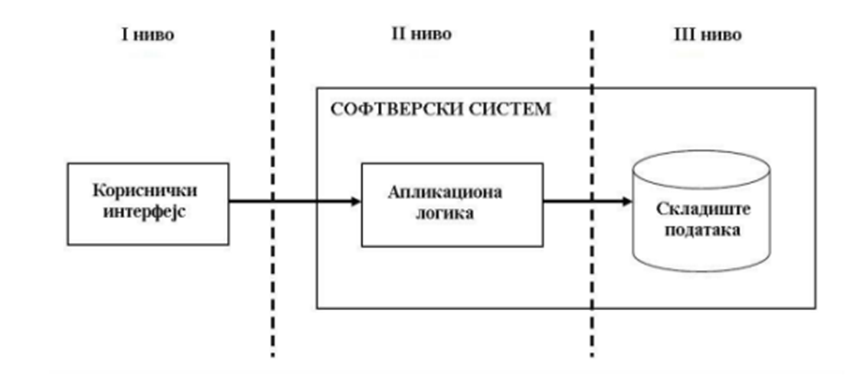 I ниво
II ниво
III ниво
СОФТВЕРСКИ СИСТЕМ
Кориснички
интерфејс
Апликациона
логика
Складиште
података